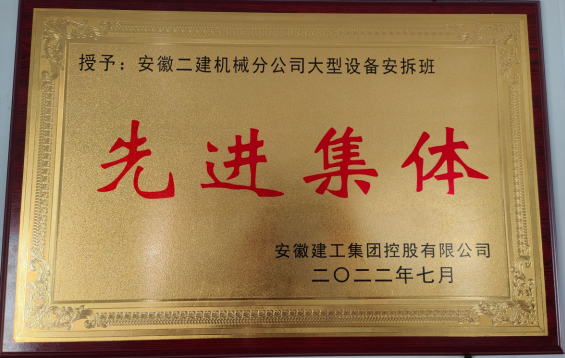 授予：安徽二建机械分公司大型设备安拆班
先进集体
安徽建工集团控股有限公司
二〇二二年七月